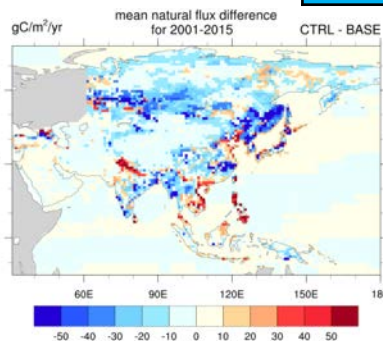 gC/m²/yr
mean natural flux difference
for 2001-2015
CTRL - BASE
60E 90E 120E 150E 18
-50 -40 -30 -20 -10 0 10 20 30 40 50